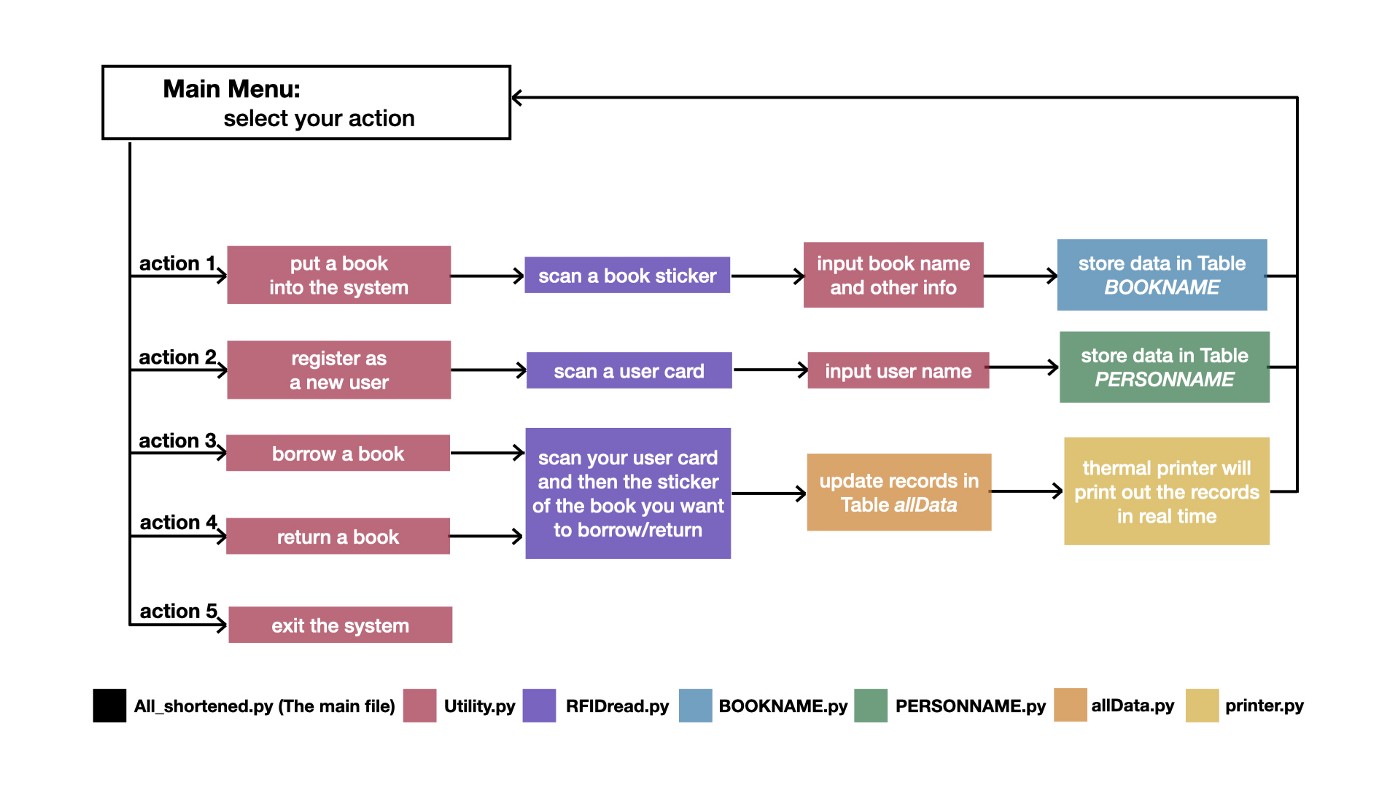 Main Menu:
select your action
action 1
put a book
into the system
scan a book sticker
input book name
and other info
store data in Table
BOOKNAME
action 2
register as
a new user
scan a user card
input user name
store data in Table
PERSONNAME
action 3
borrow a book
scan your user card
and then the sticker
of the book you want
to borrow/return
update records in
Table allData
thermal printer will
print out the records
in real time
action 4
return a book
action 5
exit the system
All_shortened.py (The main file)
Utility.py
RFIDread.py
BOOKNAME.py
PERSONNAME.py
allData.py
printer.py